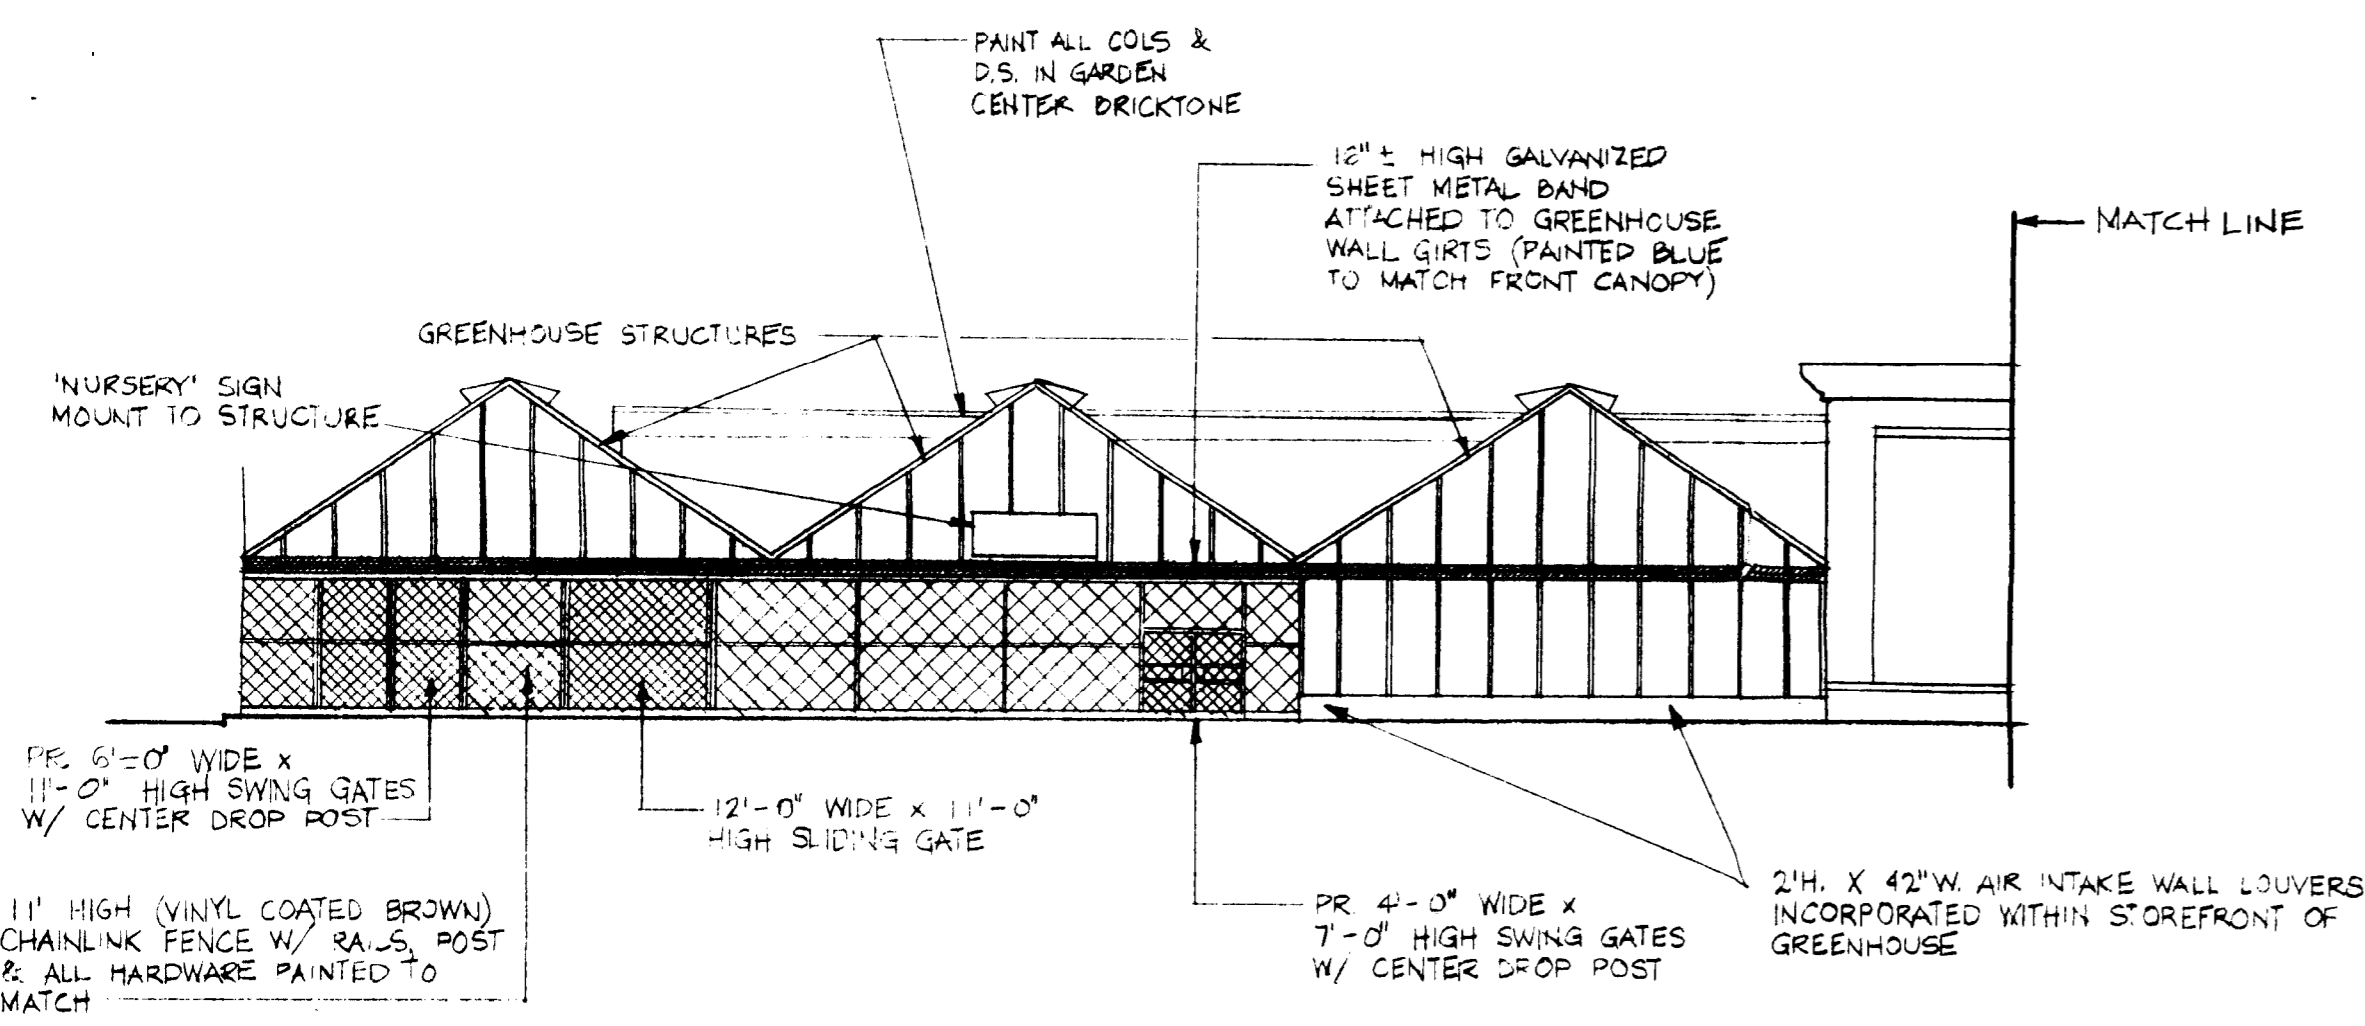 PAINT ALL COLS &
D.S. IN GARDEN
CENTER BRICKTONE
18"± HIGH GALVANIZED
SHEET METAL BAND
ATTACHED TO GREENHOUSE
WALL GIRTS (PAINTED BLUE
TO MATCH FRONT CANOPY)
MATCH LINE
GREENHOUSE STRUCTURES
'NURSERY' SIGN
MOUNT TO STRUCTURE
PR. 6'-0" WIDE x
11'-0" HIGH SWING GATES
W/ CENTER DROP POST
12'-0" WIDE x 11'-0"
HIGH SLIDING GATE
11' HIGH (VINYL COATED BROWN)
CHAINLINK FENCE W/ RAILS, POST
& ALL HARDWARE PAINTED TO
MATCH
PR. 4'-0" WIDE x
7'-0" HIGH SWING GATES
W/ CENTER DROP POST
2'H. X 42"W. AIR INTAKE WALL LOUVERS
INCORPORATED WITHIN STOREFRONT OF
GREENHOUSE